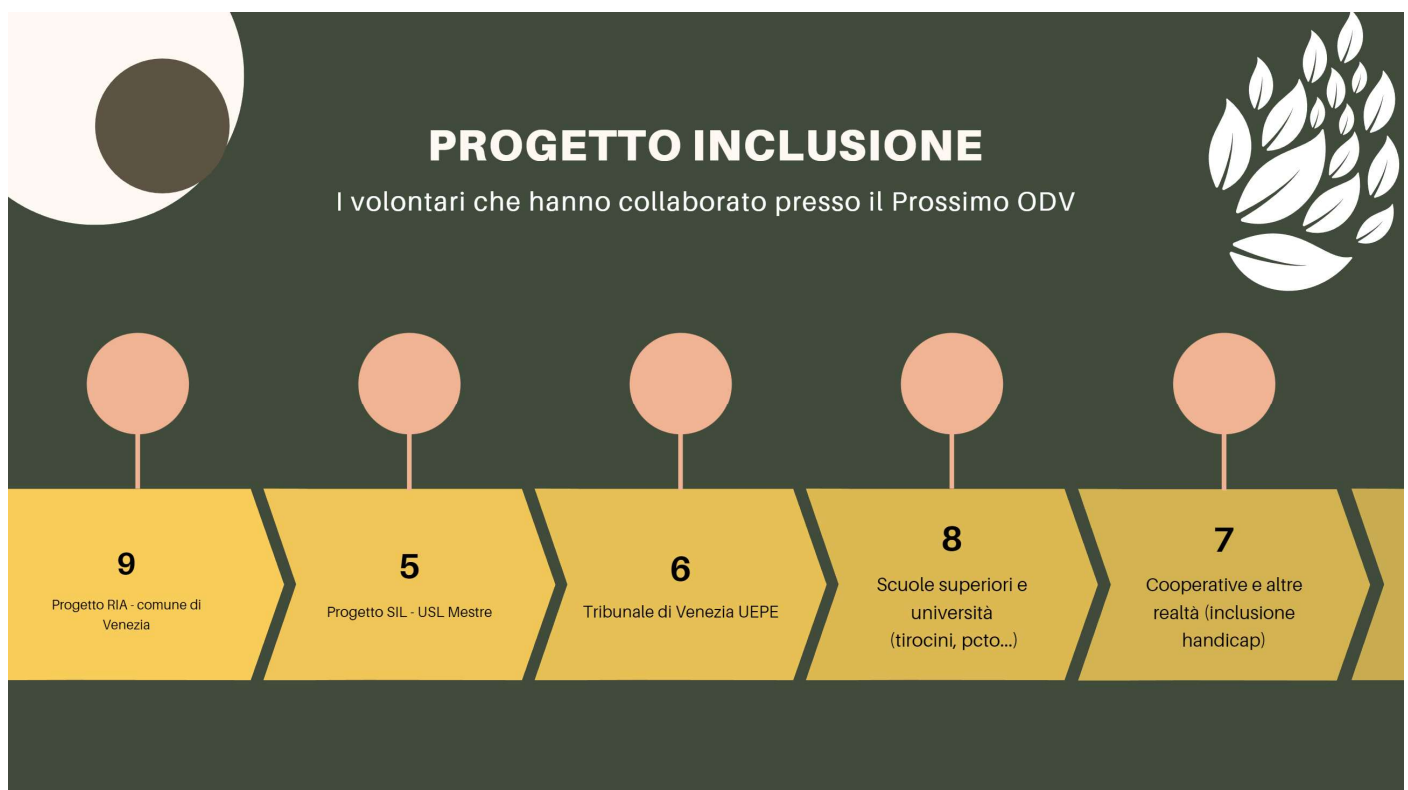 PROGETTO INCLUSIONE
I volontari che hanno collaborato presso il Prossimo ODV
9
Progetto RIA - comune di
Venezia
5
Progetto SIL - USL Mestre
6
Tribunale di Venezia UEPE
8
Scuole superiori e
università
(tirocini, pcto...)
7
Cooperative e altre
realtà (inclusione
handicap)